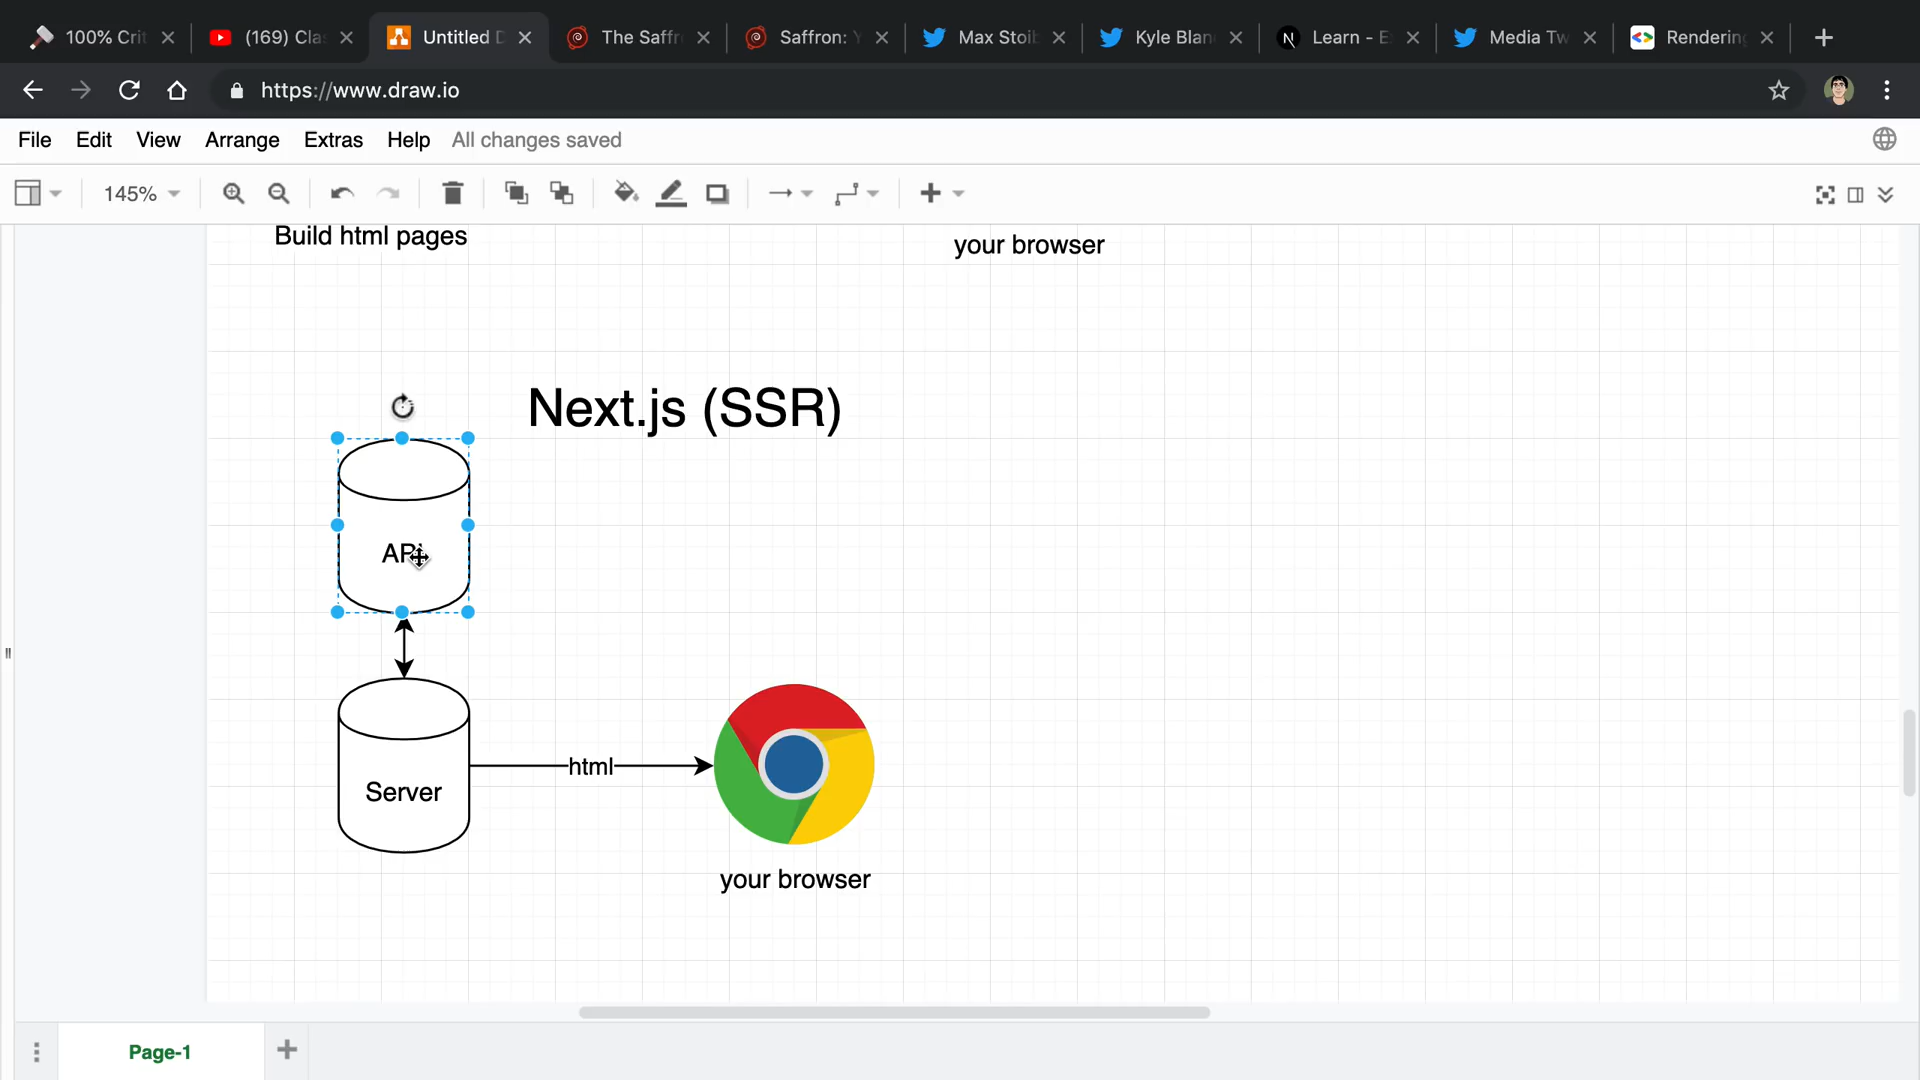 100% Crit
(169) Cla
Untitled D
The Saffr
Saffron: Y
Max Stoib
Kyle Blan
Learn - E
Media Tw
Rendering
https://www.draw.io
File Edit View Arrange Extras Help All changes saved
145%
Build html pages
your browser
Next.js (SSR)
API
Server
html
your browser
Page-1